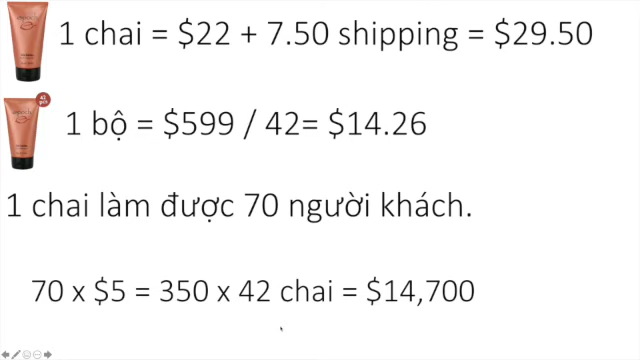 1 chai = $22 + 7.50 shipping = $29.50
1 bộ = $599 / 42= $14.26
1 chai làm được 70 người khách.
70 x $5 = 350 x 42 chai = $14,700